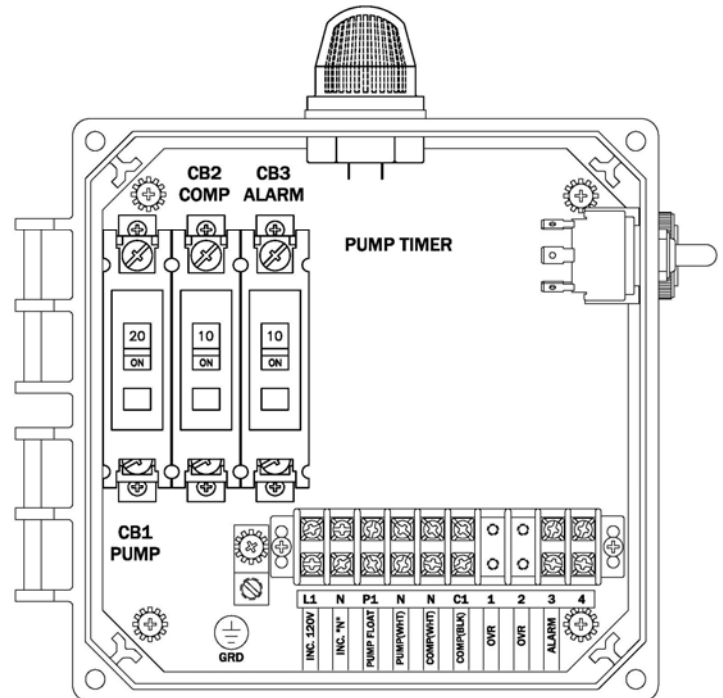 CB2
COMP
CB3
ALARM
PUMP TIMER
20
ON
10
ON
10
ON
CB1
PUMP
GRD
L1 N P1 N N C1 1 2 3 4
INC. 120V
INC. "N"
PUMP FLOAT
PUMP(WHT)
COMP(WHT)
COMP(BLK)
OVR
OVR
ALARM